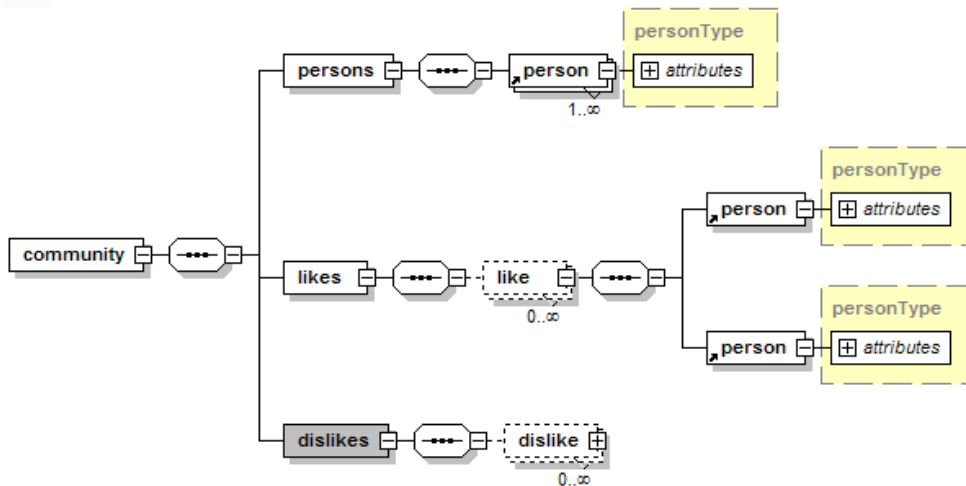 personType
persons
person
attributes
1..∞
personType
person
attributes
community
likes
like
0..∞
personType
person
attributes
dislikes
dislike
0..∞